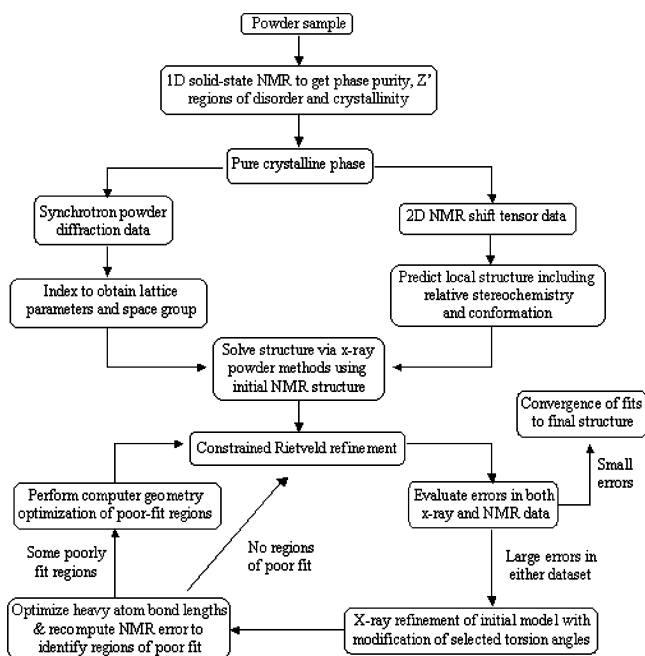 Powder sample
1D solid-state NMR to get phase purity, Z'
regions of disorder and crystallinity
Pure crystalline phase
Synchrotron powder
diffraction data
2D NMR shift tensor data
Index to obtain lattice
parameters and space group
Predict local structure including
relative stereochemistry
and conformation
Solve structure via x-ray
powder methods using
initial NMR structure
Convergence of fits
to final structure
Constrained Rietveld refinement
Small
errors
Perform computer geometry
optimization of poor-fit regions
Evaluate errors in both
x-ray and NMR data
Some poorly
fit regions
No regions
of poor fit
Large errors in
either dataset
Optimize heavy atom bond lengths
& recompute NMR error to
identify regions of poor fit
X-ray refinement of initial model with
modification of selected torsion angles